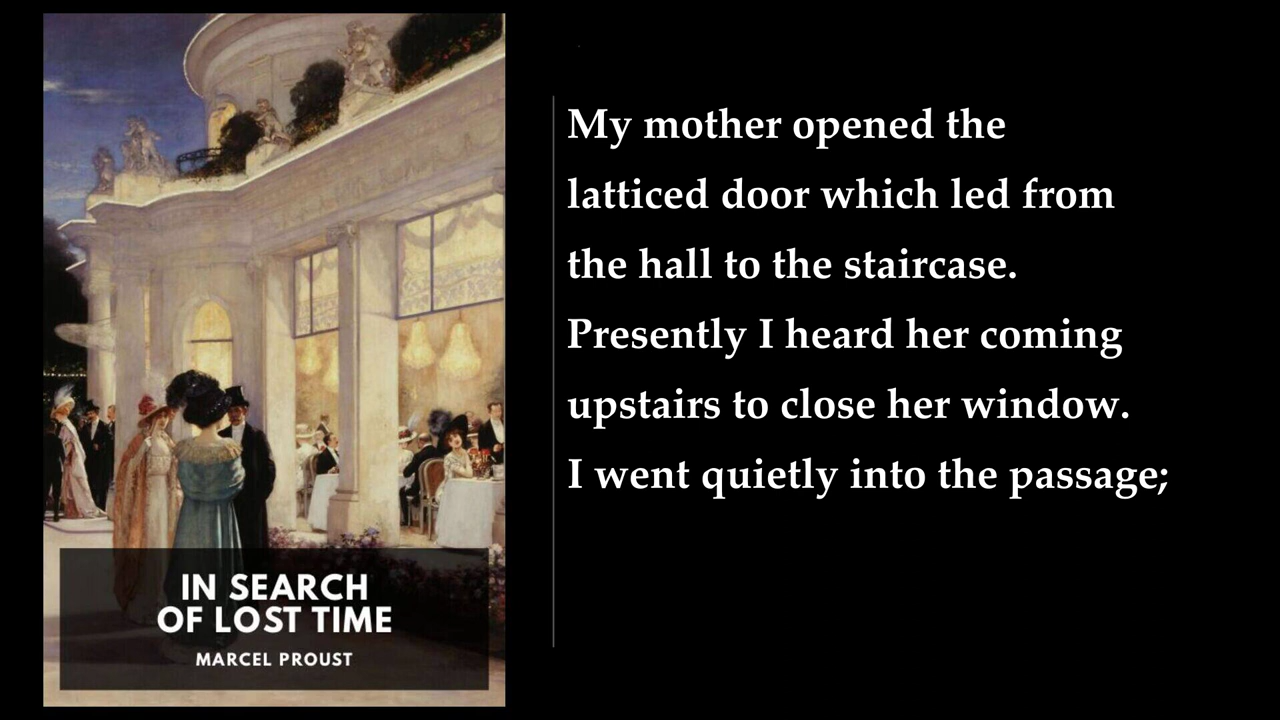 My mother opened the
latticed door which led from
the hall to the staircase.
Presently I heard her coming
upstairs to close her window.
I went quietly into the passage;
IN SEARCH
OF LOST TIME
MARCEL PROUST